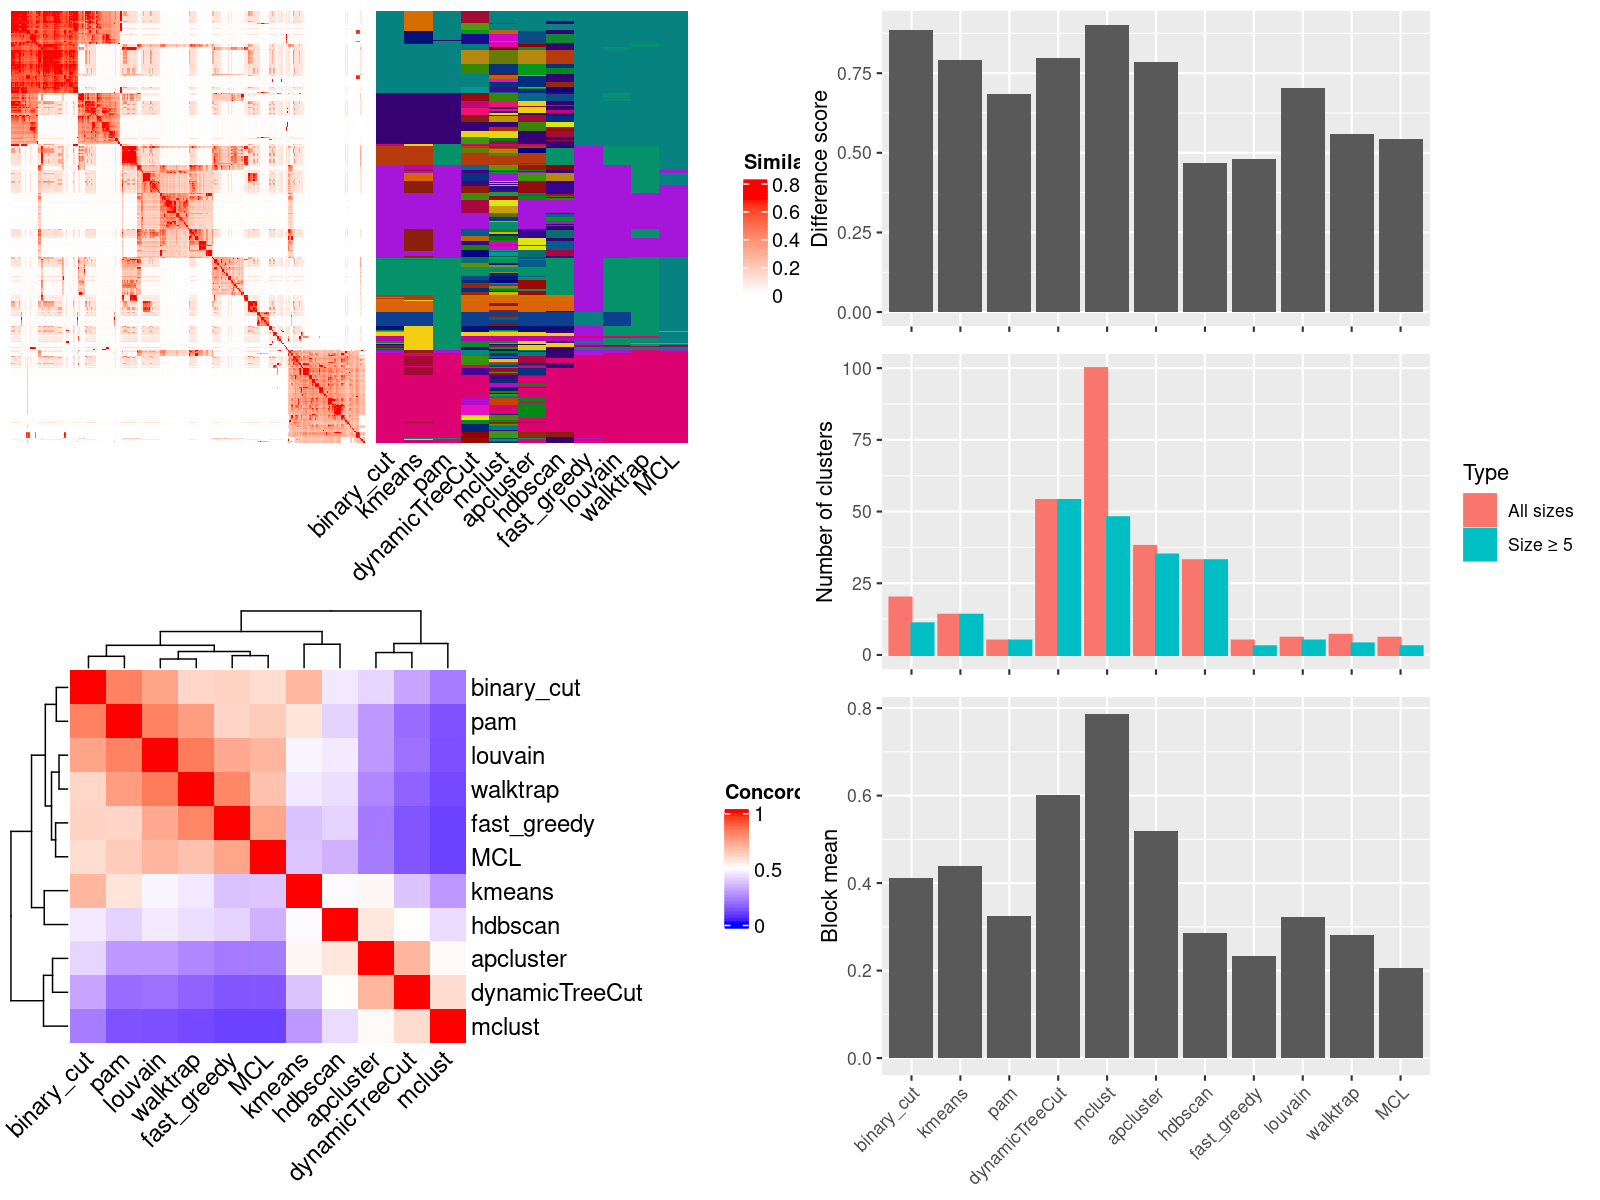 Simila
0.8
0.6
0.4
0.2
0
binary_cut
kmeans
pam
dynamicTreeCut
mclust
apcluster
hdbscan
fast_greedy
louvain
walktrap
MCL
binary_cut
pam
louvain
walktrap
fast_greedy
MCL
kmeans
hdbscan
apcluster
dynamicTreeCut
mclust
Concord
1
0.5
0
binary_cut
pam
louvain
walktrap
fast_greedy
MCL
kmeans
hdbscan
apcluster
dynamicTreeCut
mclust
Difference score
0.75
0.50
0.25
0.00
Number of clusters
100
75
50
25
0
Type
All sizes
Size ≥ 5
Block mean
0.8
0.6
0.4
0.2
0.0
binary_cut
kmeans
pam
dynamicTreeCut
mclust
apcluster
hdbscan
fast_greedy
louvain
walktrap
MCL